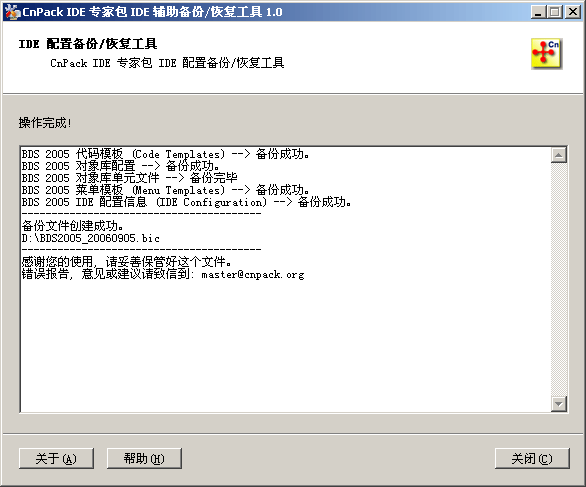 CnPack IDE 专家包 IDE 辅助备份/恢复工具 1.0
IDE 配置备份/恢复工具
CnPack IDE 专家包 IDE 配置备份/恢复工具
Cn
操作完成!
BDS 2005 代码模板 (Code Templates) --> 备份成功。
BDS 2005 对象库配置 --> 备份成功。
BDS 2005 对象库单元文件 --> 备份完毕
BDS 2005 菜单模板 (Menu Templates) --> 备份成功。
BDS 2005 IDE 配置信息 (IDE Configuration) --> 备份成功。
----------------------------------------
备份文件创建成功。
D:\BDS2005_20060905.bic
----------------------------------------
感谢您的使用, 请妥善保管好这个文件。
错误报告, 意见或建议请致信到: master@cnpack.org
关于(A)
帮助(H)
关闭(C)